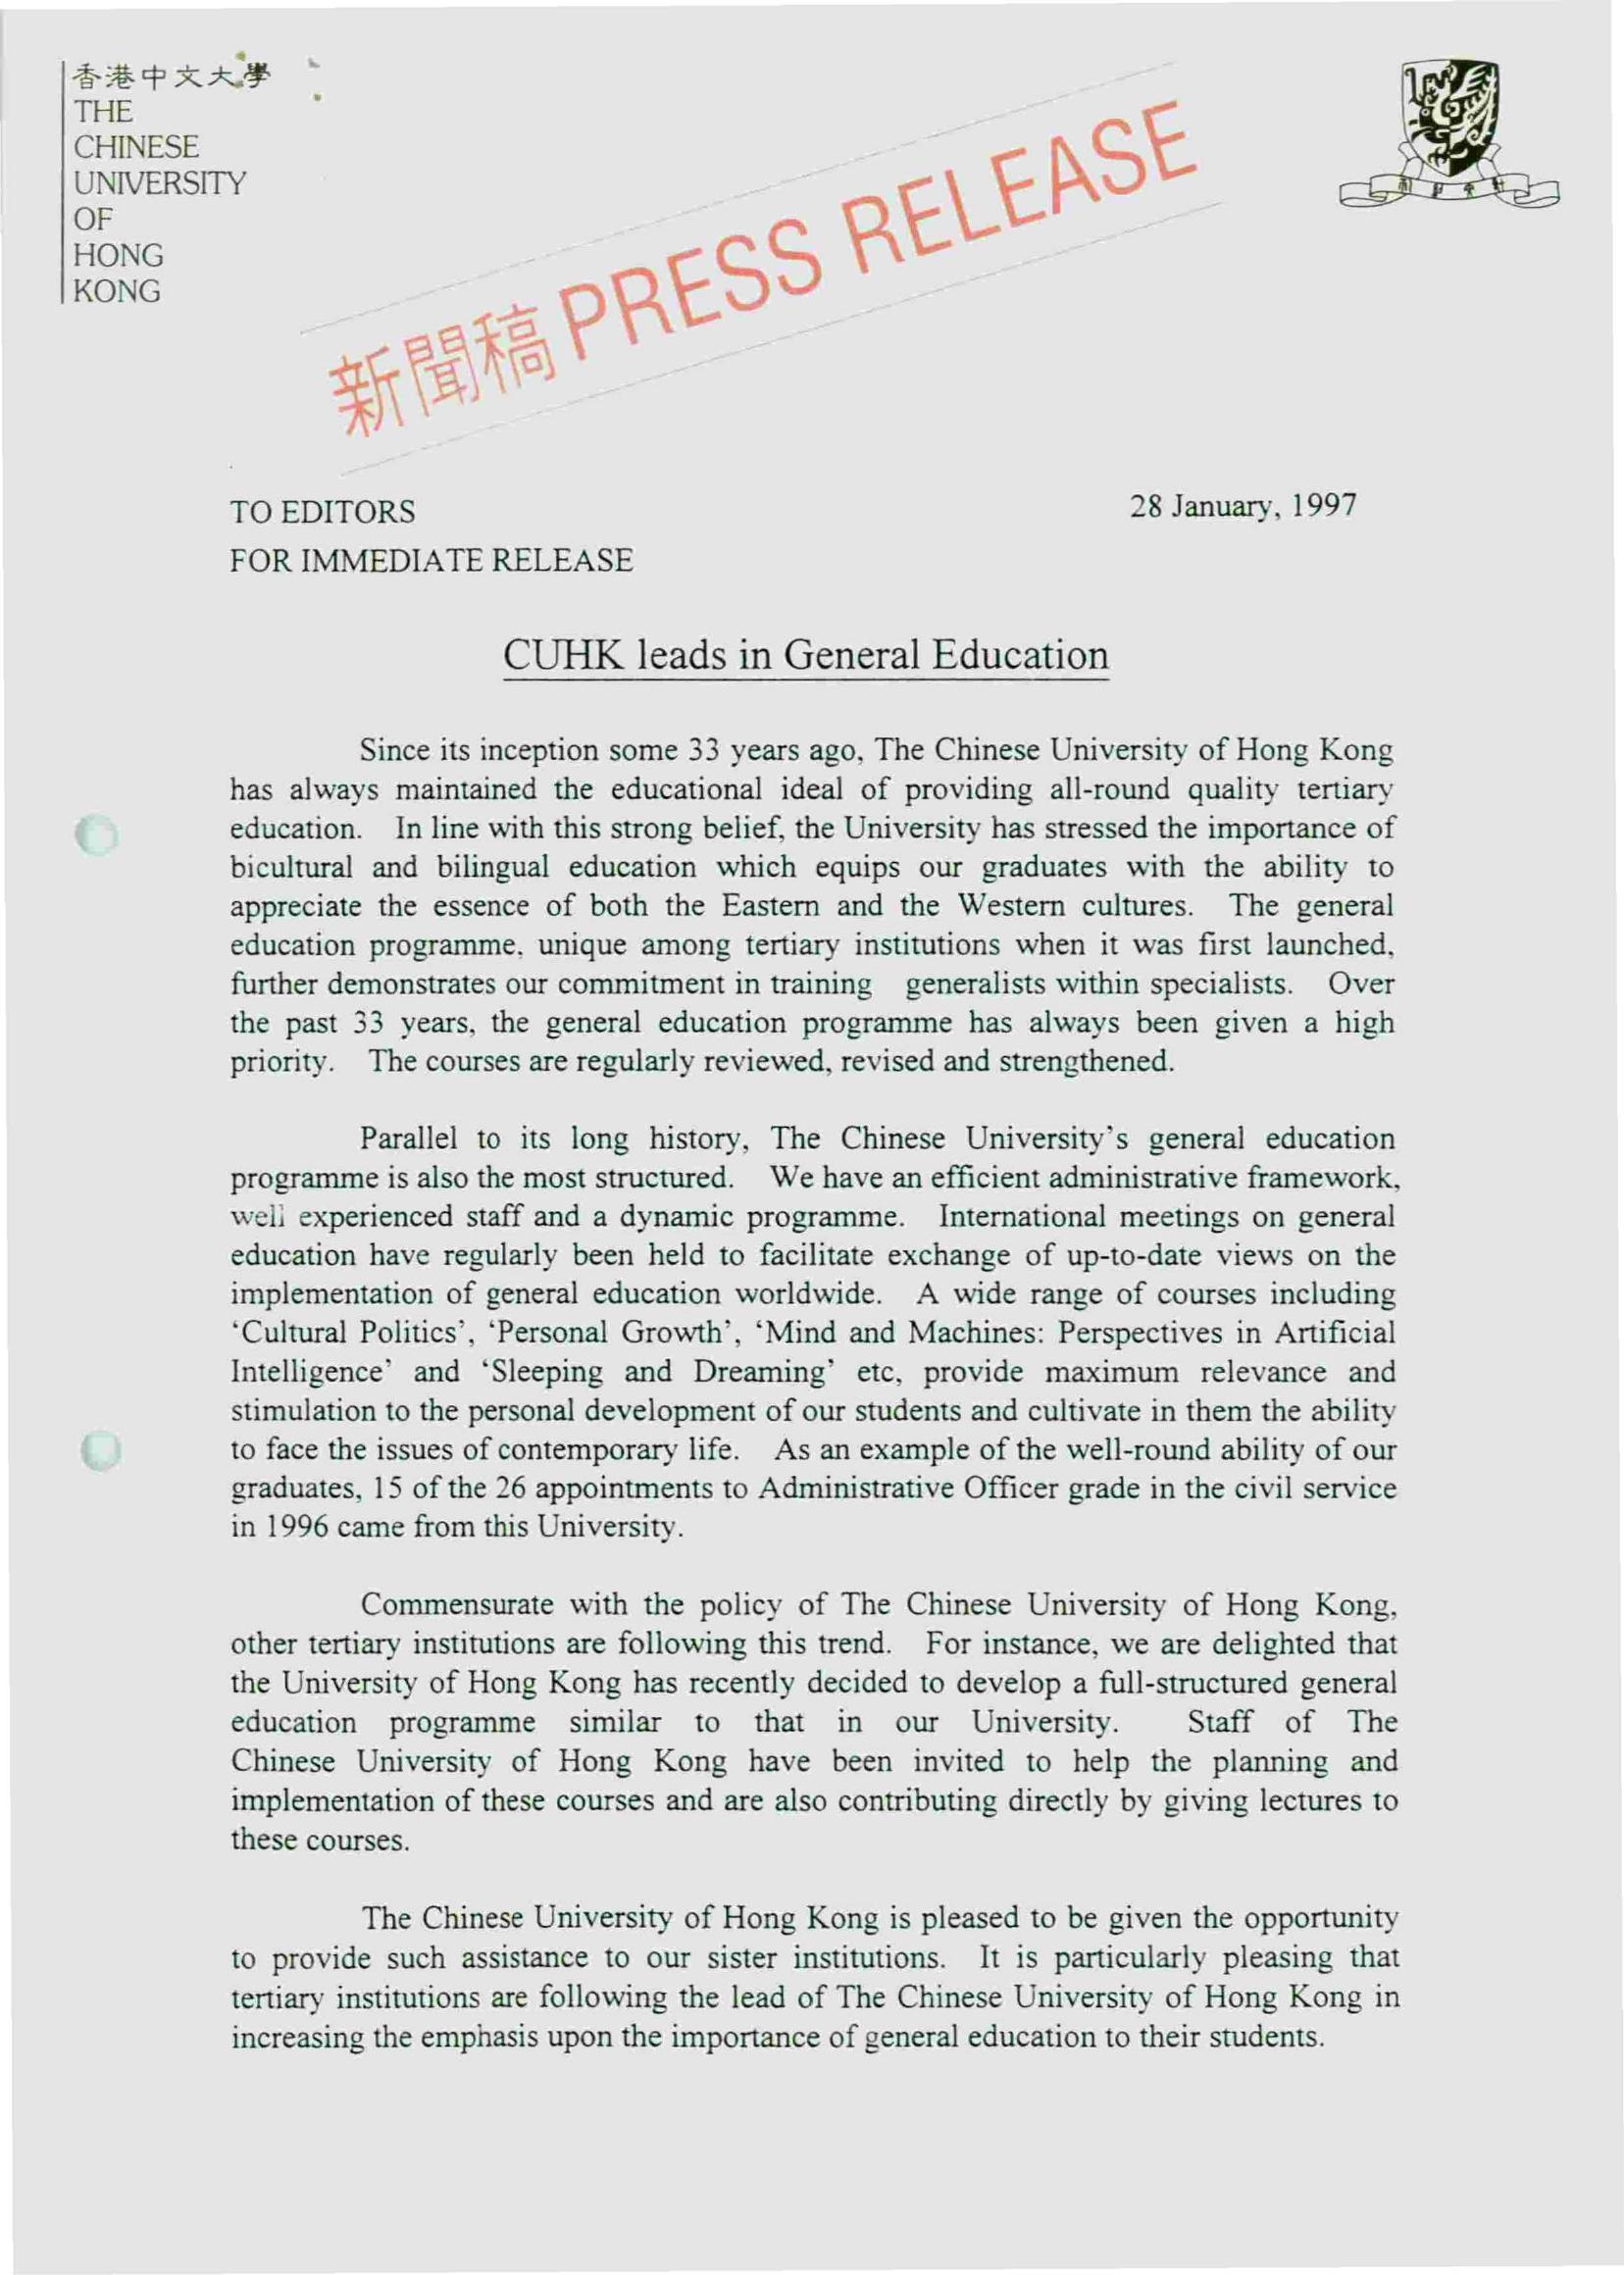 香港中文大學
THE
CHINESE
UNIVERSITY
OF
HONG
KONG
新聞稿 PRESS RELEASE
TO EDITORS
28 January, 1997
FOR IMMEDIATE RELEASE
CUHK leads in General Education
Since its inception some 33 years ago, The Chinese University of Hong Kong
has always maintained the educational ideal of providing all-round quality tertiary
education. In line with this strong belief, the University has stressed the importance of
bicultural and bilingual education which equips our graduates with the ability to
appreciate the essence of both the Eastern and the Western cultures. The general
education programme, unique among tertiary institutions when it was first launched,
further demonstrates our commitment in training generalists within specialists. Over
the past 33 years, the general education programme has always been given a high
priority. The courses are regularly reviewed, revised and strengthened.
Parallel to its long history, The Chinese University's general education
programme is also the most structured. We have an efficient administrative framework,
well experienced staff and a dynamic programme. International meetings on general
education have regularly been held to facilitate exchange of up-to-date views on the
implementation of general education worldwide. A wide range of courses including
‘Cultural Politics’, ‘Personal Growth’, ‘Mind and Machines: Perspectives in Artificial
Intelligence’ and ‘Sleeping and Dreaming’ etc, provide maximum relevance and
stimulation to the personal development of our students and cultivate in them the ability
to face the issues of contemporary life. As an example of the well-round ability of our
graduates, 15 of the 26 appointments to Administrative Officer grade in the civil service
in 1996 came from this University.
Commensurate with the policy of The Chinese University of Hong Kong,
other tertiary institutions are following this trend. For instance, we are delighted that
the University of Hong Kong has recently decided to develop a full-structured general
education programme similar to that in our University. Staff of The
Chinese University of Hong Kong have been invited to help the planning and
implementation of these courses and are also contributing directly by giving lectures to
these courses.
The Chinese University of Hong Kong is pleased to be given the opportunity
to provide such assistance to our sister institutions. It is particularly pleasing that
tertiary institutions are following the lead of The Chinese University of Hong Kong in
increasing the emphasis upon the importance of general education to their students.